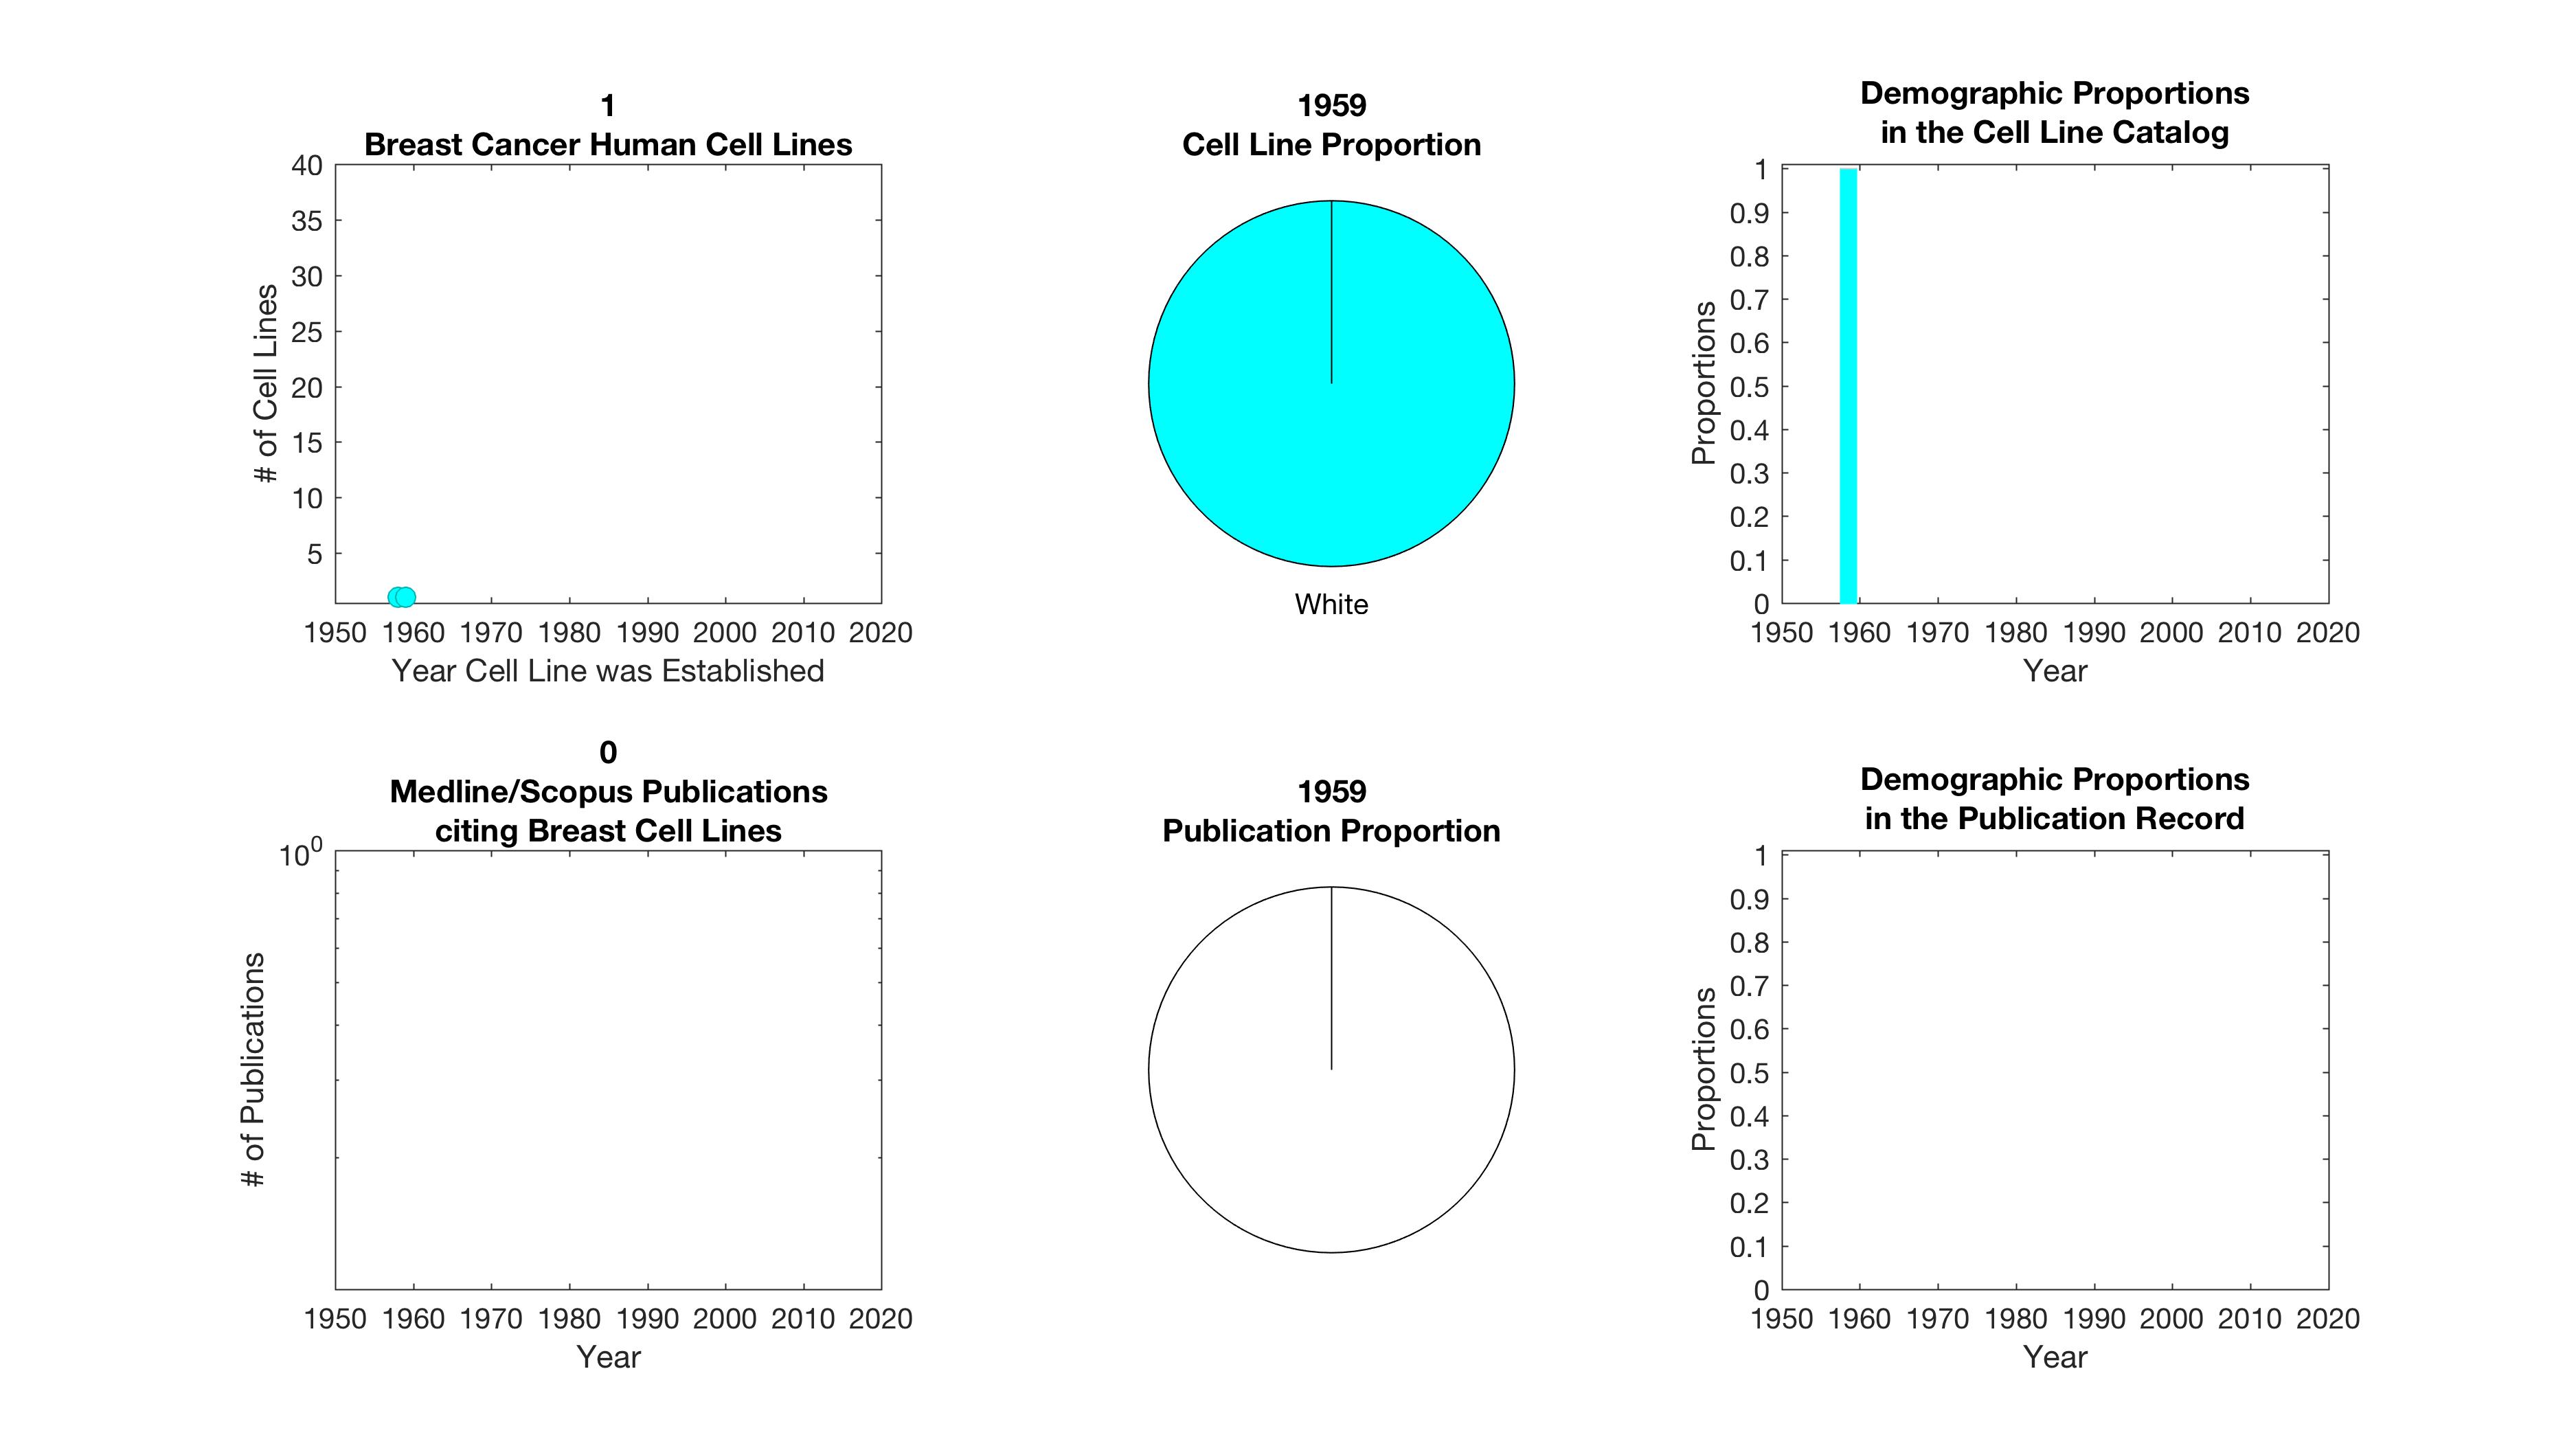 1
Breast Cancer Human Cell Lines
40
35
30
25
20
15
10
5
# of Cell Lines
1950 1960 1970 1980 1990 2000 2010 2020
Year Cell Line was Established
1959
Cell Line Proportion
White
Demographic Proportions
in the Cell Line Catalog
1
0.9
0.8
0.7
0.6
0.5
0.4
0.3
0.2
0.1
0
Proportions
1950 1960 1970 1980 1990 2000 2010 2020
Year
0
Medline/Scopus Publications
citing Breast Cell Lines
10^0
# of Publications
1950 1960 1970 1980 1990 2000 2010 2020
Year
1959
Publication Proportion
Demographic Proportions
in the Publication Record
1
0.9
0.8
0.7
0.6
0.5
0.4
0.3
0.2
0.1
0
Proportions
1950 1960 1970 1980 1990 2000 2010 2020
Year